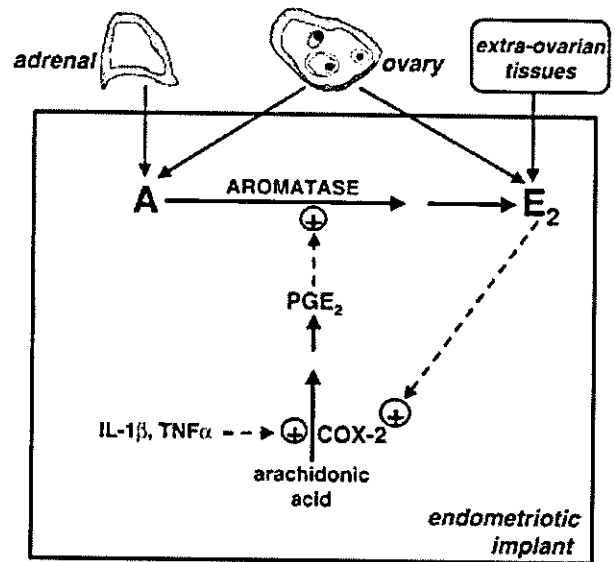 adrenal
ovary
extra-ovarian
tissues
AROMATASE
A
E₂
+
PGE₂
IL-1β, TNFα
+
COX-2
+
arachidonic
acid
endometriotic
implant